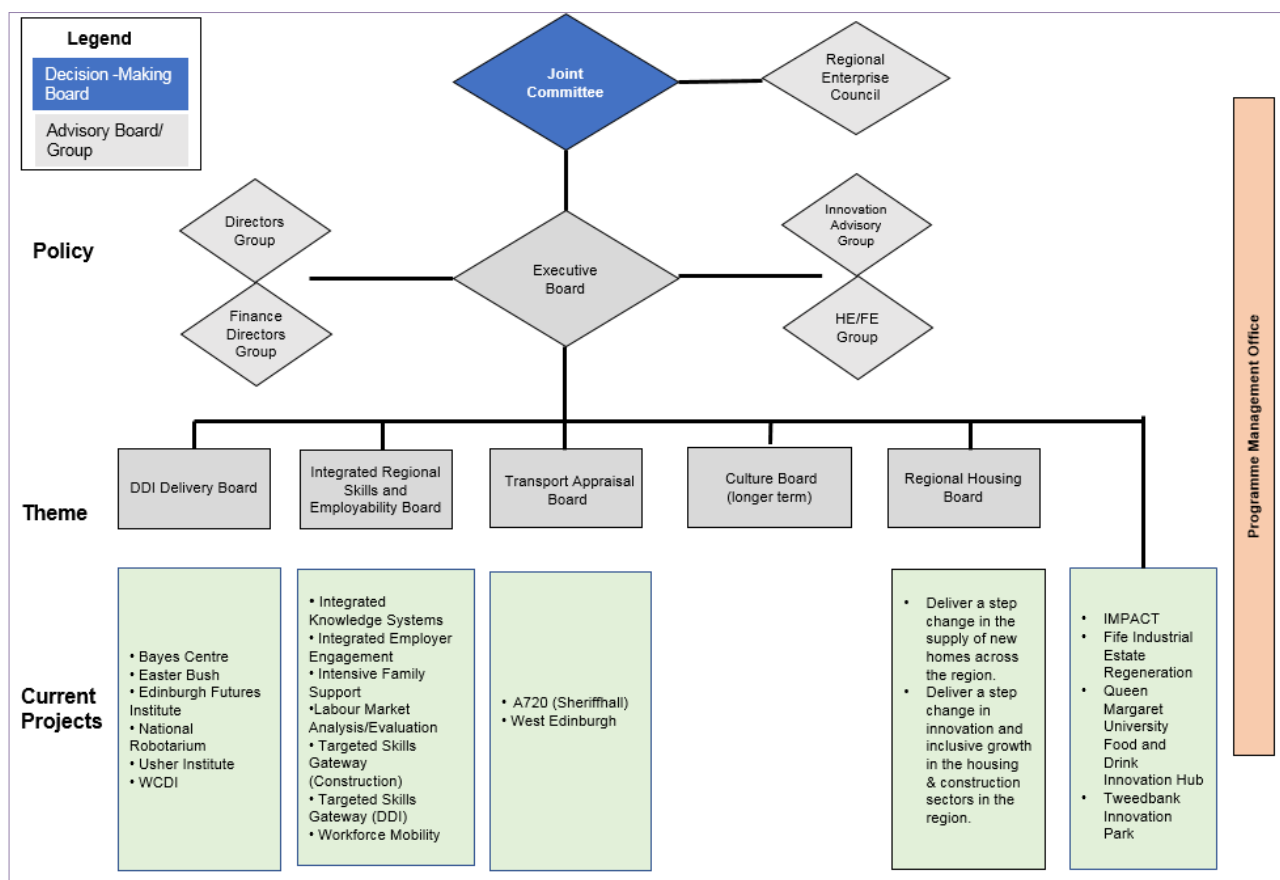 Legend
Decision -Making
Board
Advisory Board/
Group
Joint
Committee
Regional
Enterprise
Council
Policy
Directors
Group
Finance
Directors
Group
Executive
Board
Innovation
Advisory
Group
HE/FE
Group
Programme Management Office
Theme
DDI Delivery Board
Integrated Regional
Skills and
Employability Board
Transport Appraisal
Board
Culture Board
(longer term)
Regional Housing
Board
Current
Projects
• Bayes Centre
• Easter Bush
• Edinburgh Futures
Institute
• National
Robotarium
• Usher Institute
• WCDI
• Integrated
Knowledge Systems
• Integrated Employer
Engagement
• Intensive Family
Support
•Labour Market
Analysis/Evaluation
• Targeted Skills
Gateway
(Construction)
• Targeted Skills
Gateway (DDI)
• Workforce Mobility
• A720 (Sheriffhall)
• West Edinburgh
• Deliver a step
change in the
supply of new
homes across
the region.
• Deliver a step
change in
innovation and
inclusive growth
in the housing
& construction
sectors in the
region.
• IMPACT
• Fife Industrial
Estate
Regeneration
• Queen
Margaret
University
Food and
Drink
Innovation Hub
• Tweedbank
Innovation
Park